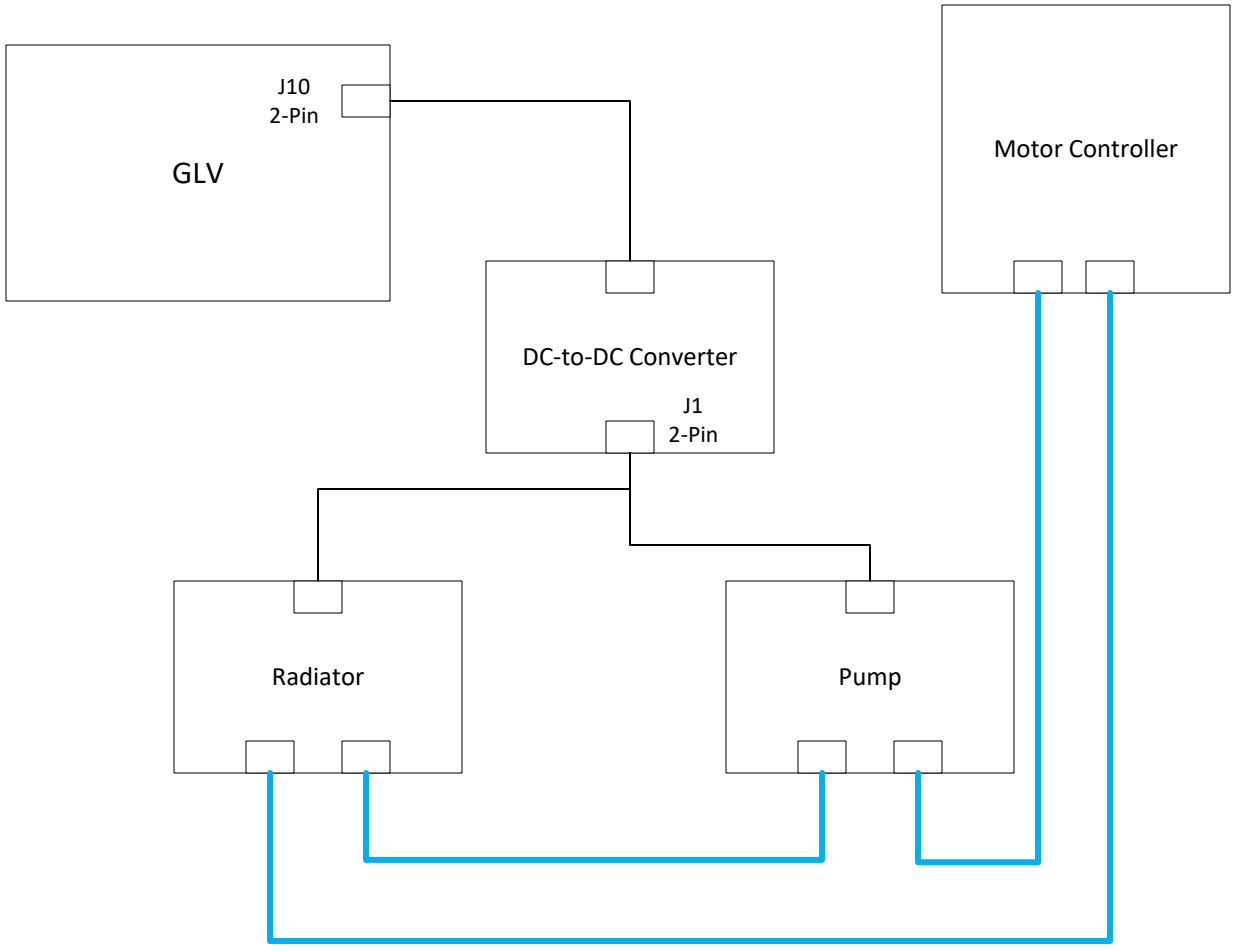 J10
2-Pin
GLV
Motor Controller
DC-to-DC Converter
J1
2-Pin
Radiator
Pump